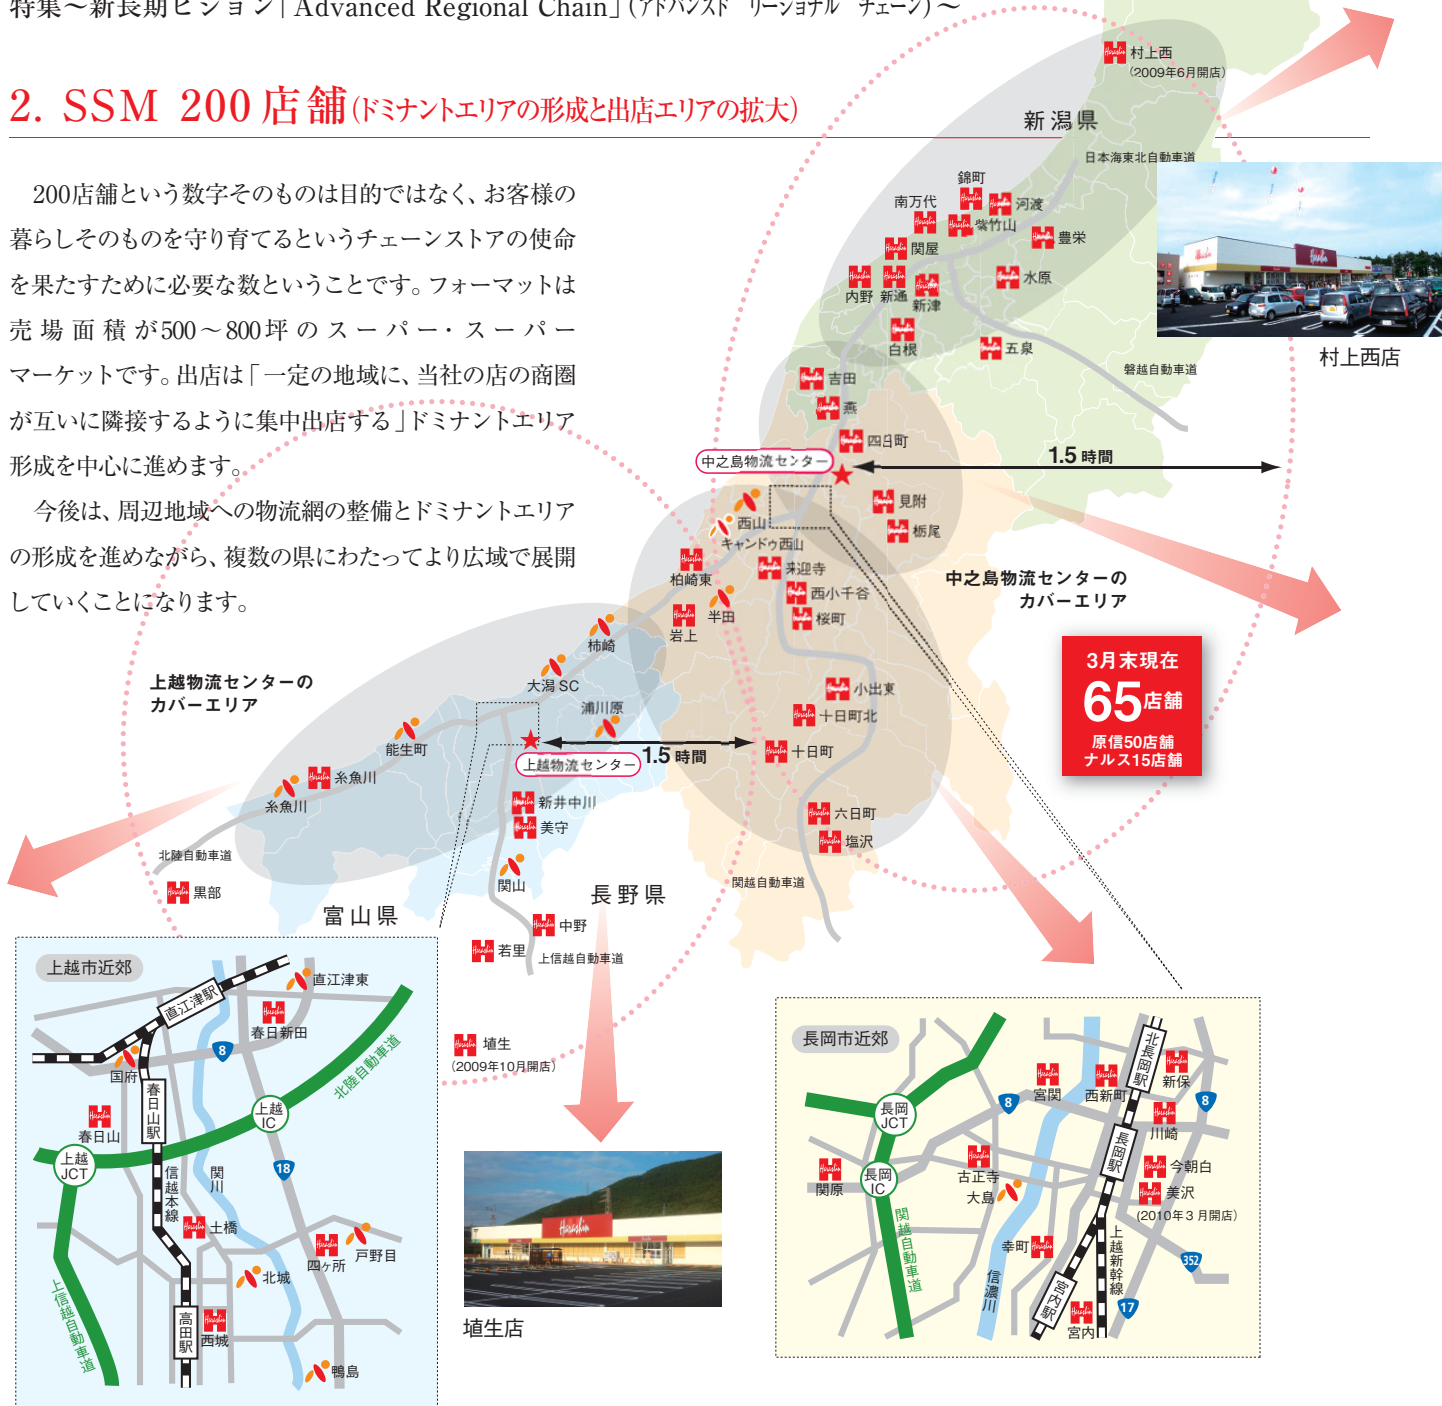 特集～新長期ビジョン「Advanced Regional Chain」(アドバンスド リージョナル チェーン)～
2. SSM 200店舗(ドミナントエリアの形成と出店エリアの拡大)
200店舗という数字そのものは目的ではなく、お客様の
暮らしそのものを守り育てるというチェーンストアの使命
を果たすために必要な数ということです。フォーマットは
売場面積が500～800坪のスーパー・スーパー
マーケットです。出店は「一定の地域に、当社の店の商圏
が互いに隣接するように集中出店する」ドミナントエリア
形成を中心に進めます。
今後は、周辺地域への物流網の整備とドミナントエリア
の形成を進めながら、複数の県にわたってより広域で展開
していくことになります。
村上西
(2009年6月開店)
新潟県
日本海東北自動車道
錦町
南万代
河渡
紫竹山
豊栄
関屋
水原
内野
新通
新津
白根
五泉
磐越自動車道
村上西店
吉田
燕
四日町
中之島物流センター
1.5時間
見附
栃尾
西山
キャンドゥ西山
柏崎東
来迎寺
西小千谷
半田
桜町
岩上
中之島物流センターの
カバーエリア
3月末現在
65店舗
原信50店舗
ナルス15店舗
柿崎
大潟SC
上越物流センターの
カバーエリア
浦川原
小出東
十日町北
能生町
十日町
1.5時間
上越物流センター
糸魚川
糸魚川
新井中川
美守
六日町
塩沢
北陸自動車道
関山
関越自動車道
黒部
長野県
富山県
中野
若里
上信越自動車道
埴生
(2009年10月開店)
Harashin
埴生店
上越市近郊
直江津駅
直江津東
春日新田
8
国府
春日山駅
北陸自動車道
春日山
上越
IC
上越
JCT
18
信越本線
関川
土橋
戸野目
四ヶ所
北城
上信越自動車道
高田駅
西城
鴨島
長岡市近郊
北長岡駅
新保
宮関
西新町
8
8
長岡
JCT
川崎
長岡駅
古正寺
今朝白
関原
長岡
IC
大島
美沢
(2010年3月開店)
関越自動車道
幸町
上越新幹線
信濃川
352
宮内駅
17
宮内